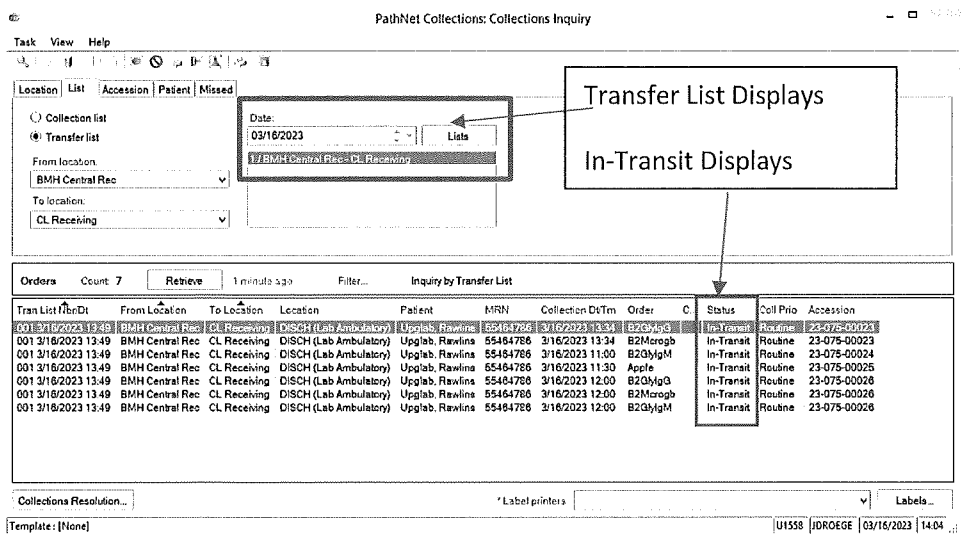 PathNet Collections: Collections Inquiry
Task View Help
Location List Accession Patient Missed
Transfer List Displays
In-Transit Displays
Collection list
Transfer list
Date:
03/16/2023 Lists
1 / BMH Central Rec - CL Receiving
From location:
BMH Central Rec
To location:
CL Receiving
Orders Count: 7 Retrieve 1 minute ago Filter... Inquiry by Transfer List
Tran List Nbr/Dt From Location To Location Location Patient MRN Collection Dt/Tm Order C. Status Coll Prio Accession
001 3/16/2023 13:49 BMH Central Rec CL Receiving DISCH (Lab Ambulatory) Upglab, Rawlins 55464786 3/16/2023 13:34 B2GlyIgG In-Transit Routine 23-075-00023
001 3/16/2023 13:49 BMH Central Rec CL Receiving DISCH (Lab Ambulatory) Upglab, Rawlins 55464786 3/16/2023 13:34 B2Mcrogb In-Transit Routine 23-075-00023
001 3/16/2023 13:49 BMH Central Rec CL Receiving DISCH (Lab Ambulatory) Upglab, Rawlins 55464786 3/16/2023 11:00 B2GlyIgM In-Transit Routine 23-075-00024
001 3/16/2023 13:49 BMH Central Rec CL Receiving DISCH (Lab Ambulatory) Upglab, Rawlins 55464786 3/16/2023 11:30 Apple In-Transit Routine 23-075-00025
001 3/16/2023 13:49 BMH Central Rec CL Receiving DISCH (Lab Ambulatory) Upglab, Rawlins 55464786 3/16/2023 12:00 B2GlyIgG In-Transit Routine 23-075-00026
001 3/16/2023 13:49 BMH Central Rec CL Receiving DISCH (Lab Ambulatory) Upglab, Rawlins 55464786 3/16/2023 12:00 B2Mcrogb In-Transit Routine 23-075-00026
001 3/16/2023 13:49 BMH Central Rec CL Receiving DISCH (Lab Ambulatory) Upglab, Rawlins 55464786 3/16/2023 12:00 B2GlyIgM In-Transit Routine 23-075-00026
Collections Resolution... * Label printers Labels...
Template: [None] U1558 JDROEGE 03/16/2023 14:04